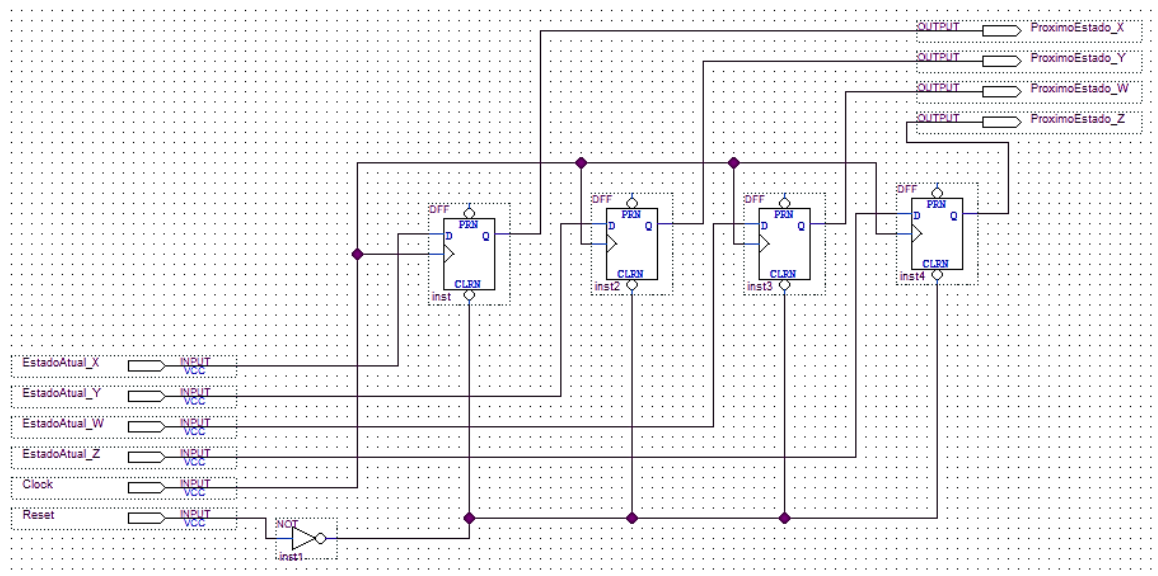 OUTPUT ProximoEstado_X
OUTPUT ProximoEstado_Y
OUTPUT ProximoEstado_W
OUTPUT ProximoEstado_Z
DFF
PRN
D
Q
CLRN
inst
DFF
PRN
D
Q
CLRN
inst2
DFF
PRN
D
Q
CLRN
inst3
DFF
PRN
D
Q
CLRN
inst4
EstadoAtual_X INPUT
VCC
EstadoAtual_Y INPUT
VCC
EstadoAtual_W INPUT
VCC
EstadoAtual_Z INPUT
VCC
Clock INPUT
VCC
Reset INPUT
VCC
NOT
inst1